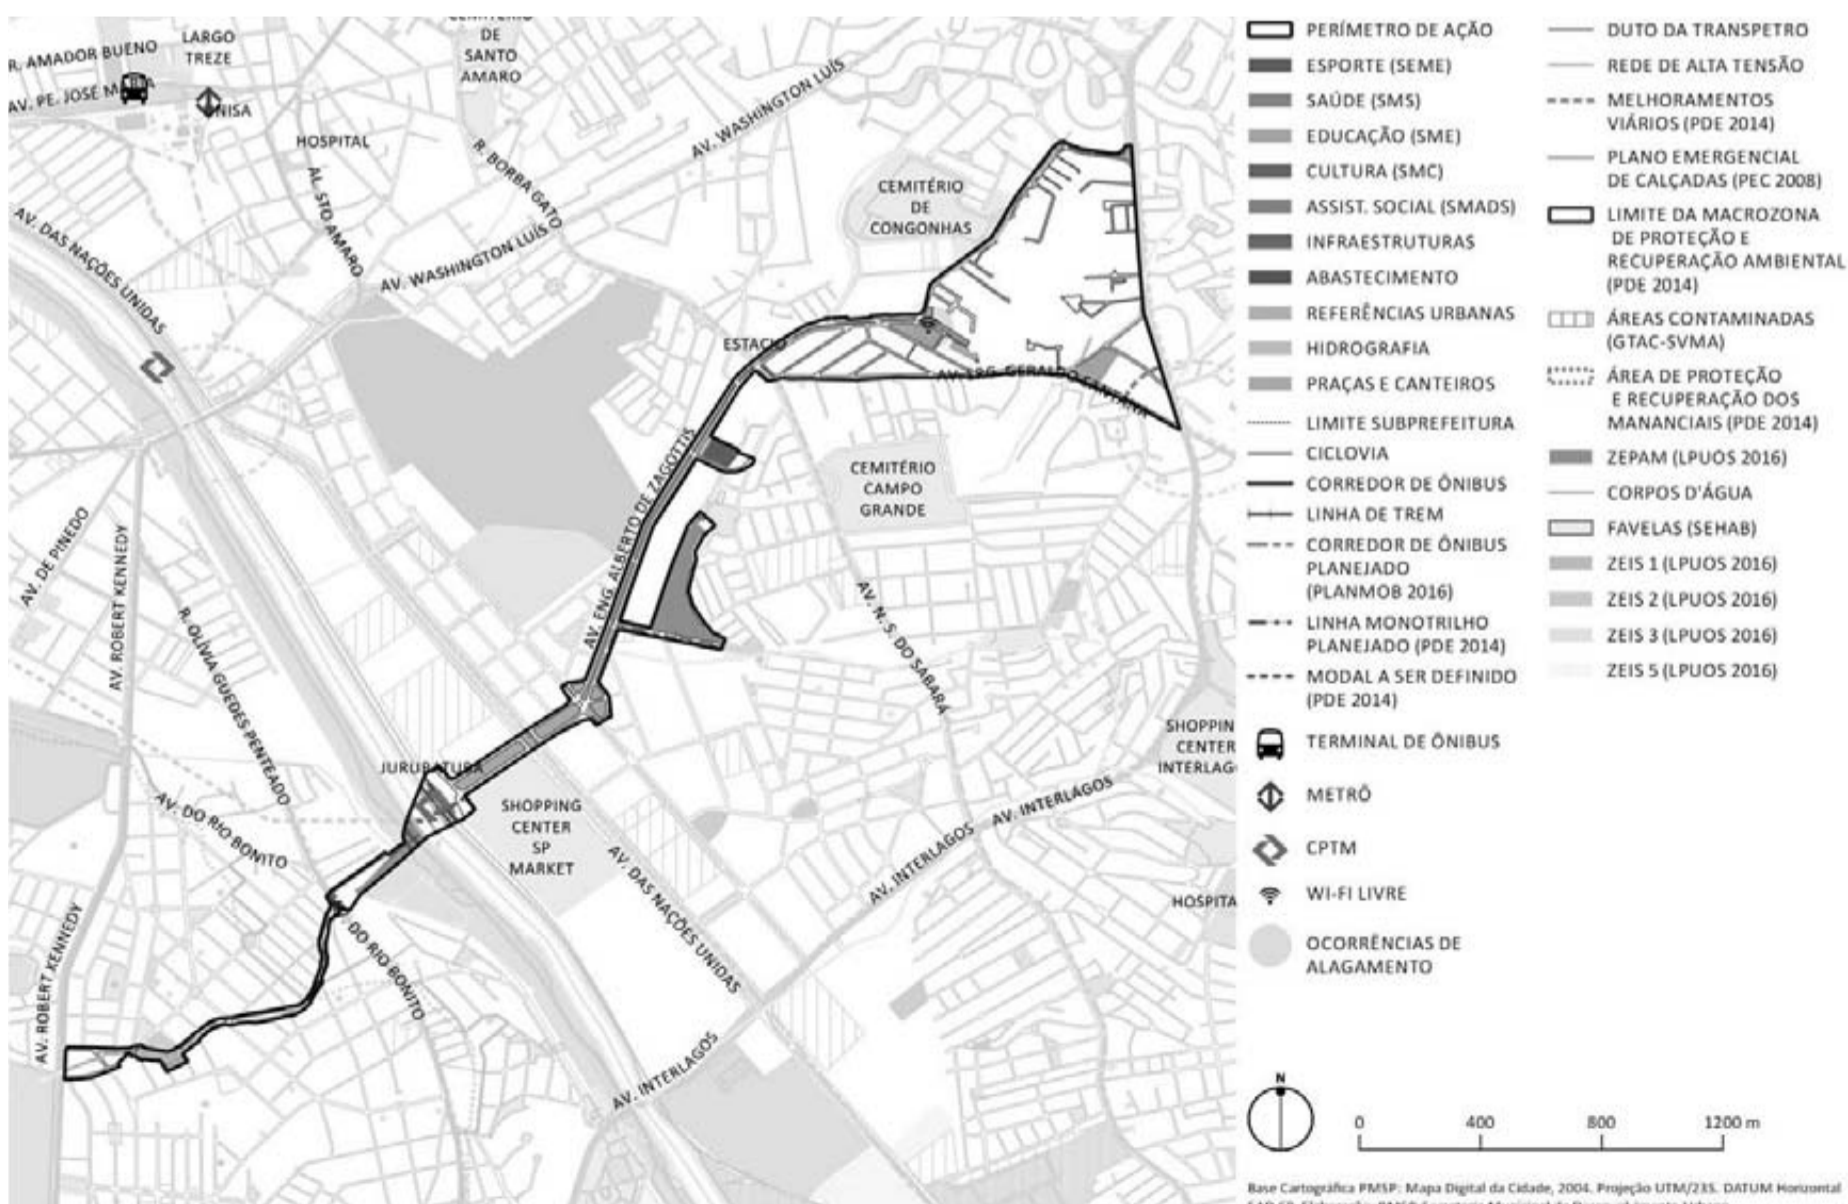 DE
SANTO
AMARO
LARGO
TREZE
R. AMADOR BUENO
AV. PE. JOSÉ
HOSPITAL
AL. STO AMARO
R. BORBA GATO
AV. WASHINGTON LUÍS
AV. WASHINGTON LUÍS
AV. DAS NAÇÕES UNIDAS
CEMITÉRIO
DE
CONGONHAS
ESTACIO
CEMITÉRIO
CAMPO
GRANDE
AV. ENG. ALBERTO DE ZAGOTTIS
AV. DE PINEDO
AV. ROBERT KENNEDY
R. OLÍVIA GUEDES PENTEADO
AV. N. S. DO SABARÁ
SHOPPIN
CENTER
INTERLAG
JURUBATUBA
SHOPPING
CENTER
SP
MARKET
AV. DO RIO BONITO
AV. INTERLAGOS
AV. INTERLAGOS
AV. DAS NAÇÕES UNIDAS
HOSPITA
DO RIO BONITO
AV. ROBERT KENNEDY
AV. INTERLAGOS
PERÍMETRO DE AÇÃO
ESPORTE (SEME)
SAÚDE (SMS)
EDUCAÇÃO (SME)
CULTURA (SMC)
ASSIST. SOCIAL (SMADS)
INFRAESTRUTURAS
ABASTECIMENTO
REFERÊNCIAS URBANAS
HIDROGRAFIA
PRAÇAS E CANTEIROS
LIMITE SUBPREFEITURA
CICLOVIA
CORREDOR DE ÔNIBUS
LINHA DE TREM
CORREDOR DE ÔNIBUS
PLANEJADO
(PLANMOB 2016)
LINHA MONOTRILHO
PLANEJADO (PDE 2014)
MODAL A SER DEFINIDO
(PDE 2014)
TERMINAL DE ÔNIBUS
METRÔ
CPTM
WI-FI LIVRE
OCORRÊNCIAS DE
ALAGAMENTO
DUTO DA TRANSPETRO
REDE DE ALTA TENSÃO
MELHORAMENTOS
VIÁRIOS (PDE 2014)
PLANO EMERGENCIAL
DE CALÇADAS (PEC 2008)
LIMITE DA MACROZONA
DE PROTEÇÃO E
RECUPERAÇÃO AMBIENTAL
(PDE 2014)
ÁREAS CONTAMINADAS
(GTAC-SVMA)
ÁREA DE PROTEÇÃO
E RECUPERAÇÃO DOS
MANANCIAIS (PDE 2014)
ZEPAM (LPUOS 2016)
CORPOS D'ÁGUA
FAVELAS (SEHAB)
ZEIS 1 (LPUOS 2016)
ZEIS 2 (LPUOS 2016)
ZEIS 3 (LPUOS 2016)
ZEIS 5 (LPUOS 2016)
N
0 400 800 1200 m
Base Cartográfica PMSP: Mapa Digital da Cidade, 2004. Projeção UTM/23S. DATUM Horizontal